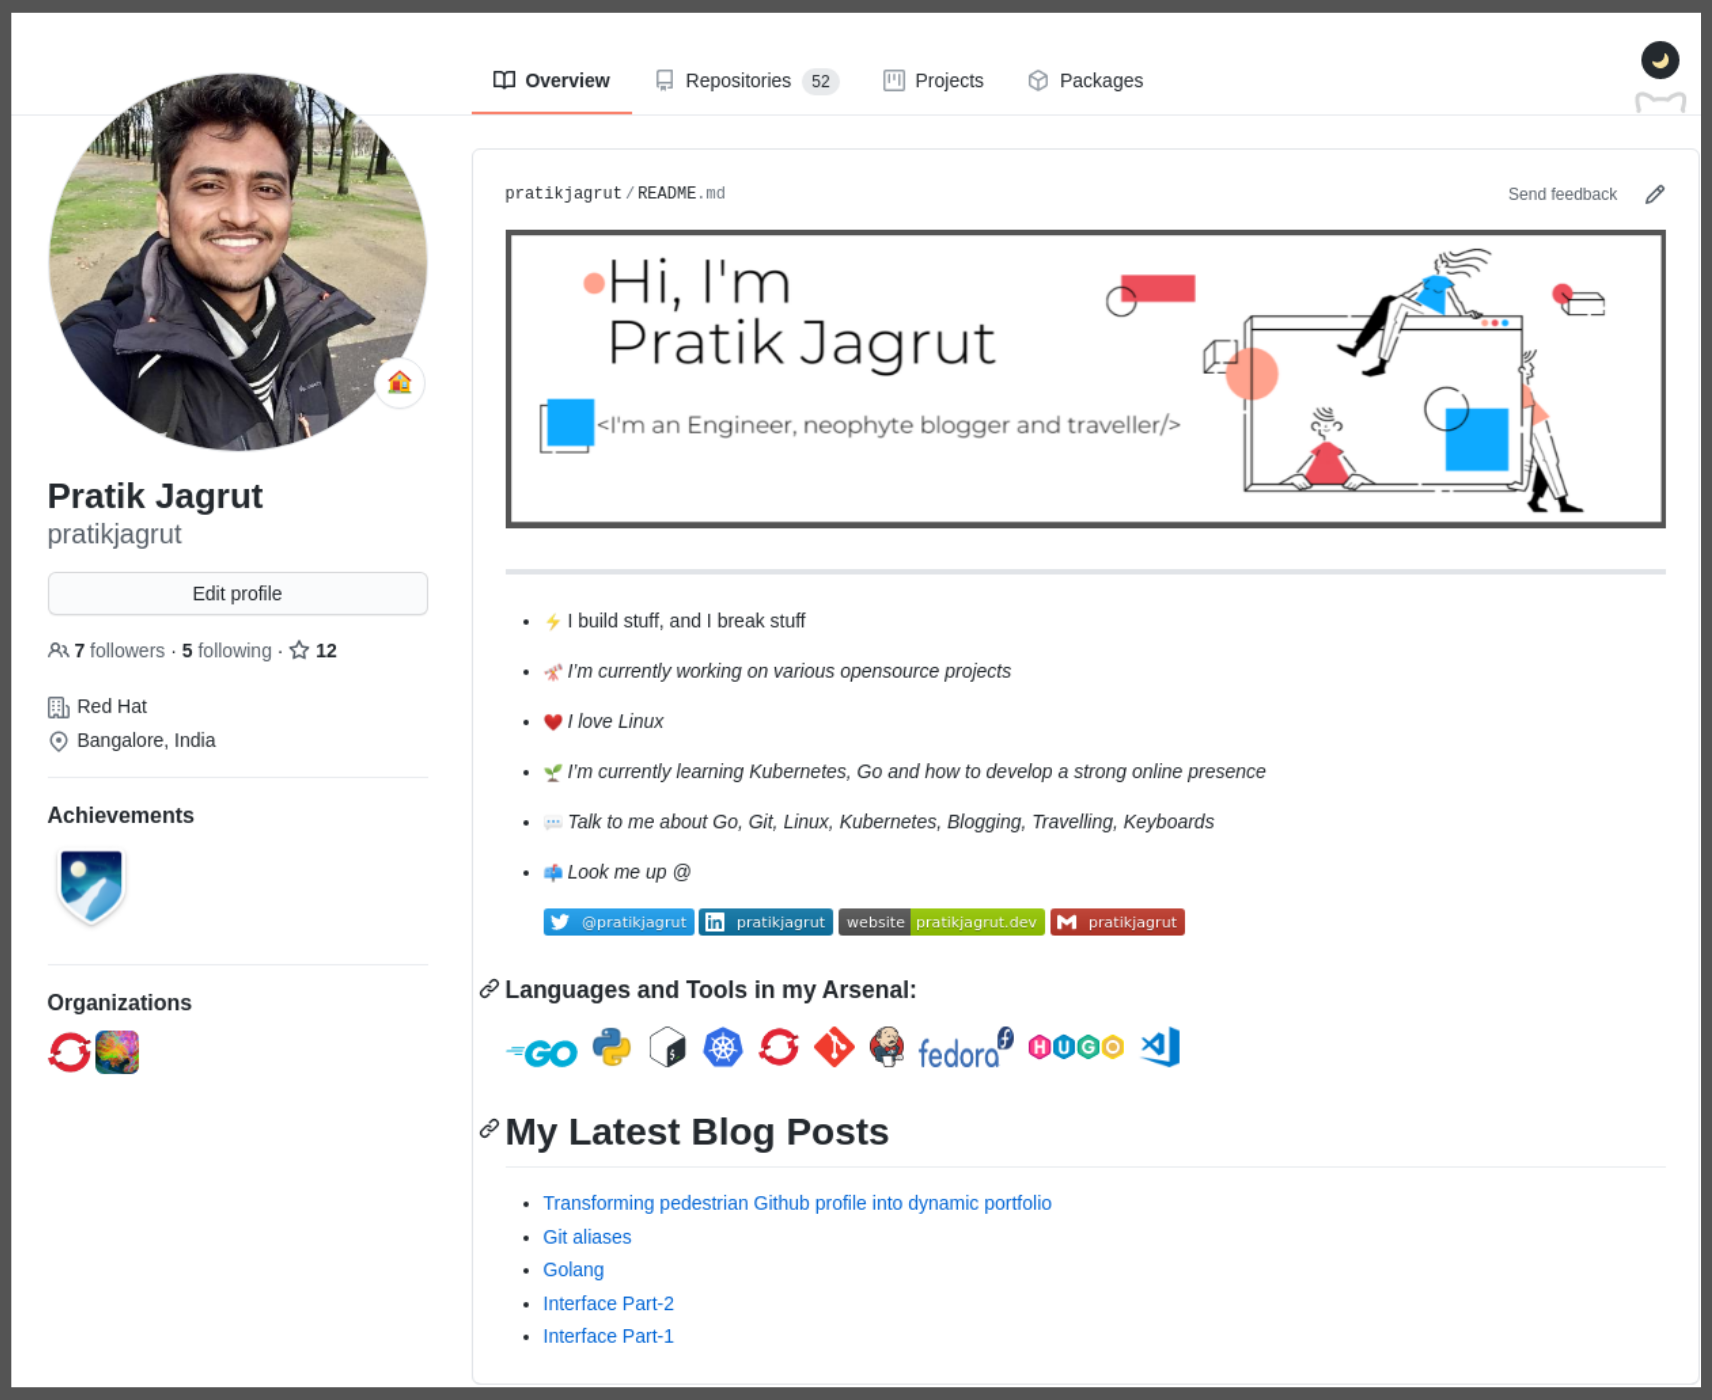 Overview
Repositories 52
Projects
Packages
Pratik Jagrut
pratikjagrut
Edit profile
7 followers · 5 following · 12
Red Hat
Bangalore, India
Achievements
Organizations
pratikjagrut / README.md
Send feedback
Hi, I'm
Pratik Jagrut
<I'm an Engineer, neophyte blogger and traveller/>
I build stuff, and I break stuff
I'm currently working on various opensource projects
I love Linux
I'm currently learning Kubernetes, Go and how to develop a strong online presence
Talk to me about Go, Git, Linux, Kubernetes, Blogging, Travelling, Keyboards
Look me up @
@pratikjagrut
in pratikjagrut
website pratikjagrut.dev
pratikjagrut
Languages and Tools in my Arsenal:
GO
fedora
HUGO
My Latest Blog Posts
Transforming pedestrian Github profile into dynamic portfolio
Git aliases
Golang
Interface Part-2
Interface Part-1